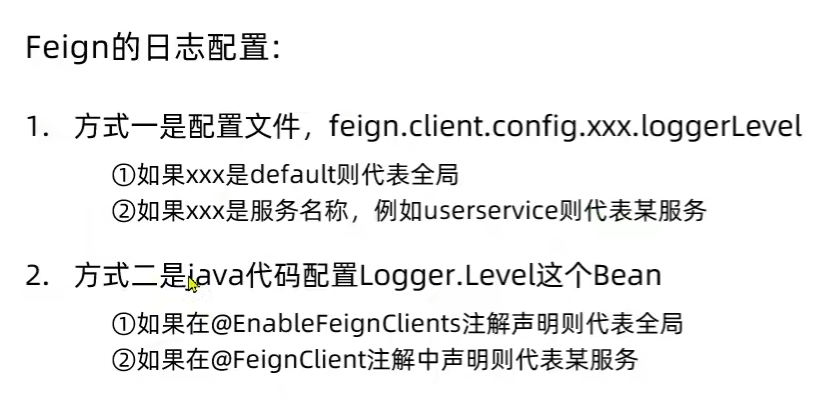 Feign的日志配置：
1. 方式一是配置文件，feign.client.config.xxx.loggerLevel
①如果xxx是default则代表全局
②如果xxx是服务名称，例如userservice则代表某服务
2. 方式二是java代码配置Logger.Level这个Bean
①如果在@EnableFeignClients注解声明则代表全局
②如果在@FeignClient注解中声明则代表某服务